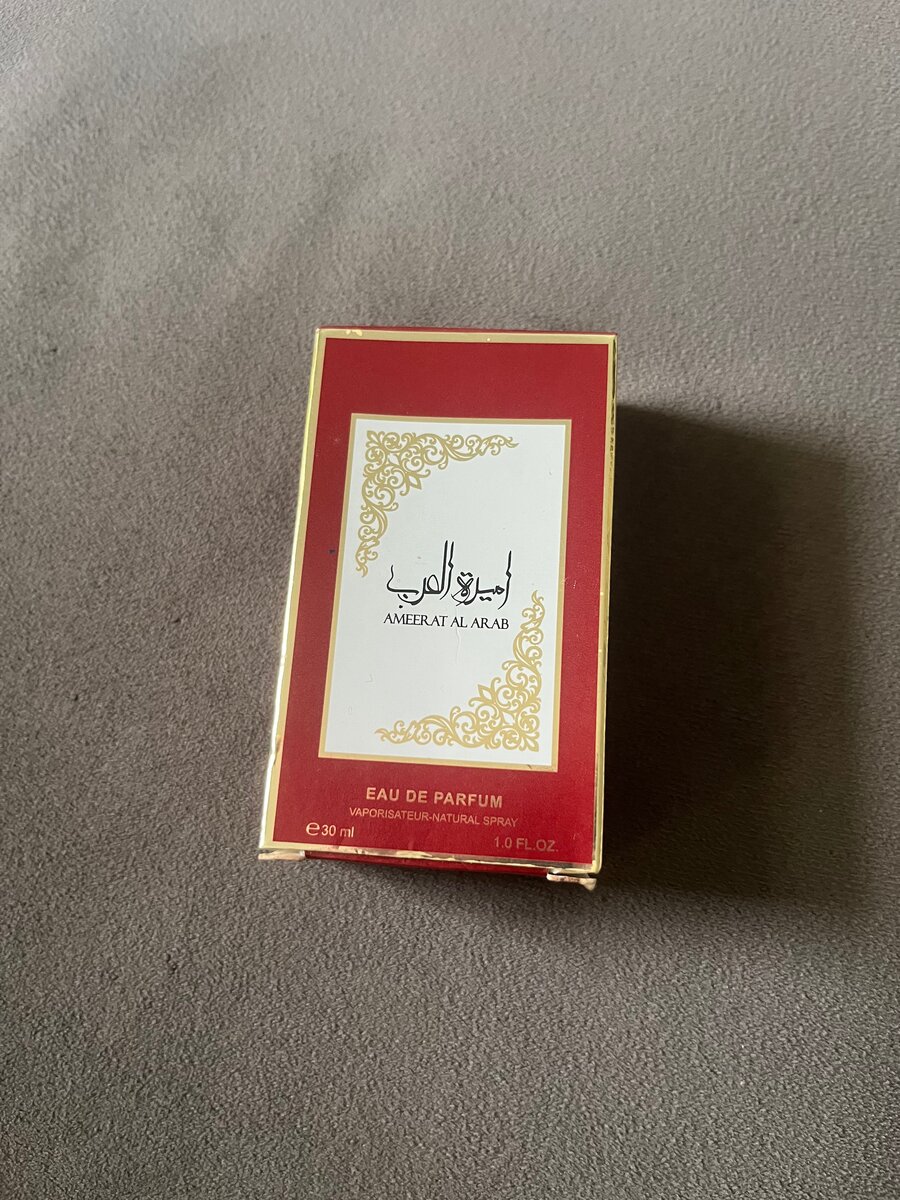 اميرة العرب
AMEERAT AL ARAB
EAU DE PARFUM
VAPORISATEUR-NATURAL SPRAY
℮30 ml
1.0 FL.OZ.